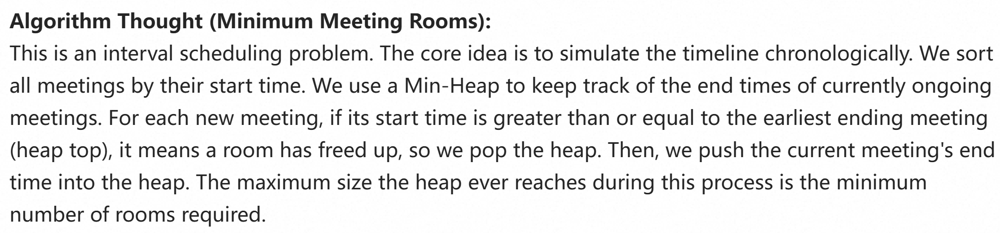 Algorithm Thought (Minimum Meeting Rooms):
This is an interval scheduling problem. The core idea is to simulate the timeline chronologically. We sort
all meetings by their start time. We use a Min-Heap to keep track of the end times of currently ongoing
meetings. For each new meeting, if its start time is greater than or equal to the earliest ending meeting
(heap top), it means a room has freed up, so we pop the heap. Then, we push the current meeting's end
time into the heap. The maximum size the heap ever reaches during this process is the minimum
number of rooms required.